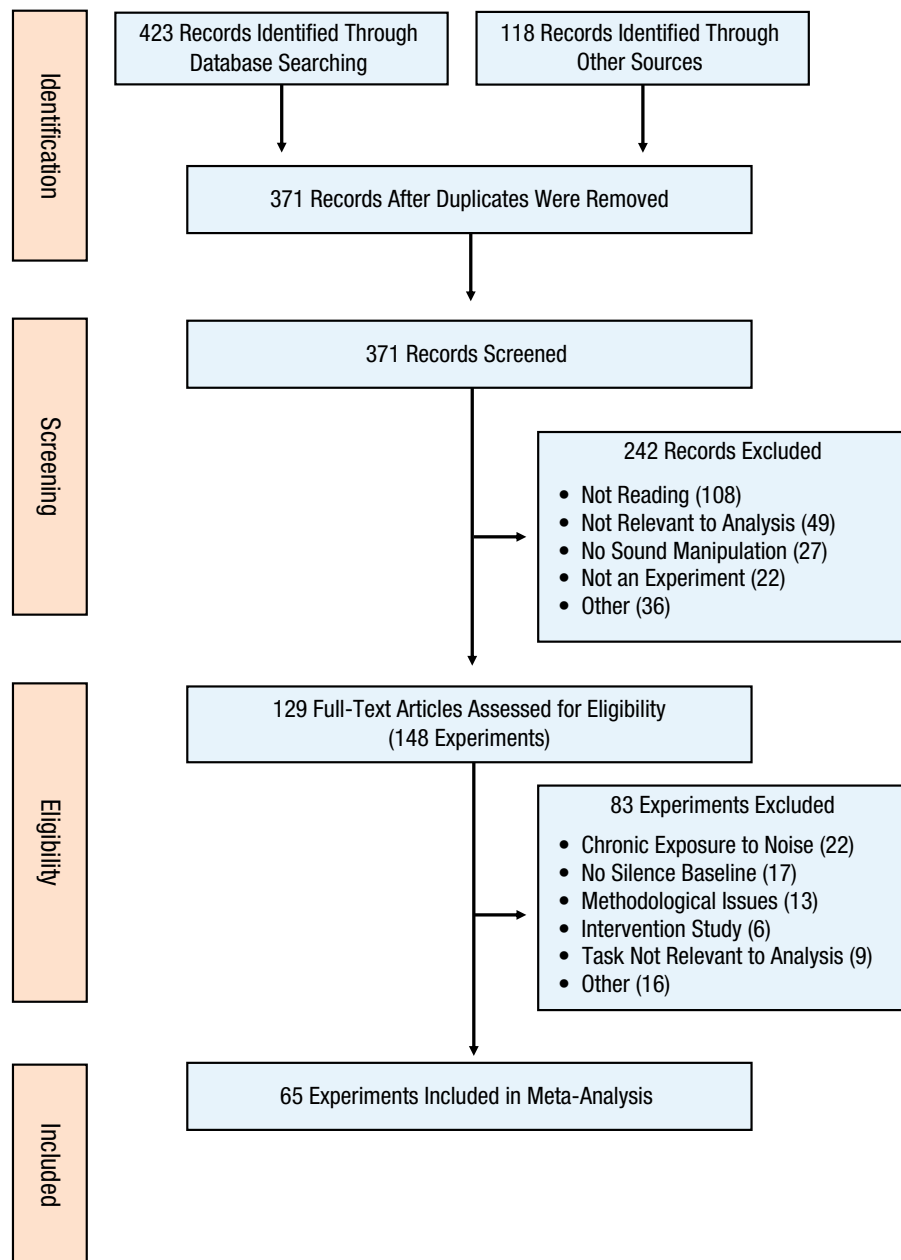 Identification
423 Records Identified Through
Database Searching
118 Records Identified Through
Other Sources
371 Records After Duplicates Were Removed
Screening
371 Records Screened
242 Records Excluded
• Not Reading (108)
• Not Relevant to Analysis (49)
• No Sound Manipulation (27)
• Not an Experiment (22)
• Other (36)
Eligibility
129 Full-Text Articles Assessed for Eligibility
(148 Experiments)
83 Experiments Excluded
• Chronic Exposure to Noise (22)
• No Silence Baseline (17)
• Methodological Issues (13)
• Intervention Study (6)
• Task Not Relevant to Analysis (9)
• Other (16)
Included
65 Experiments Included in Meta-Analysis